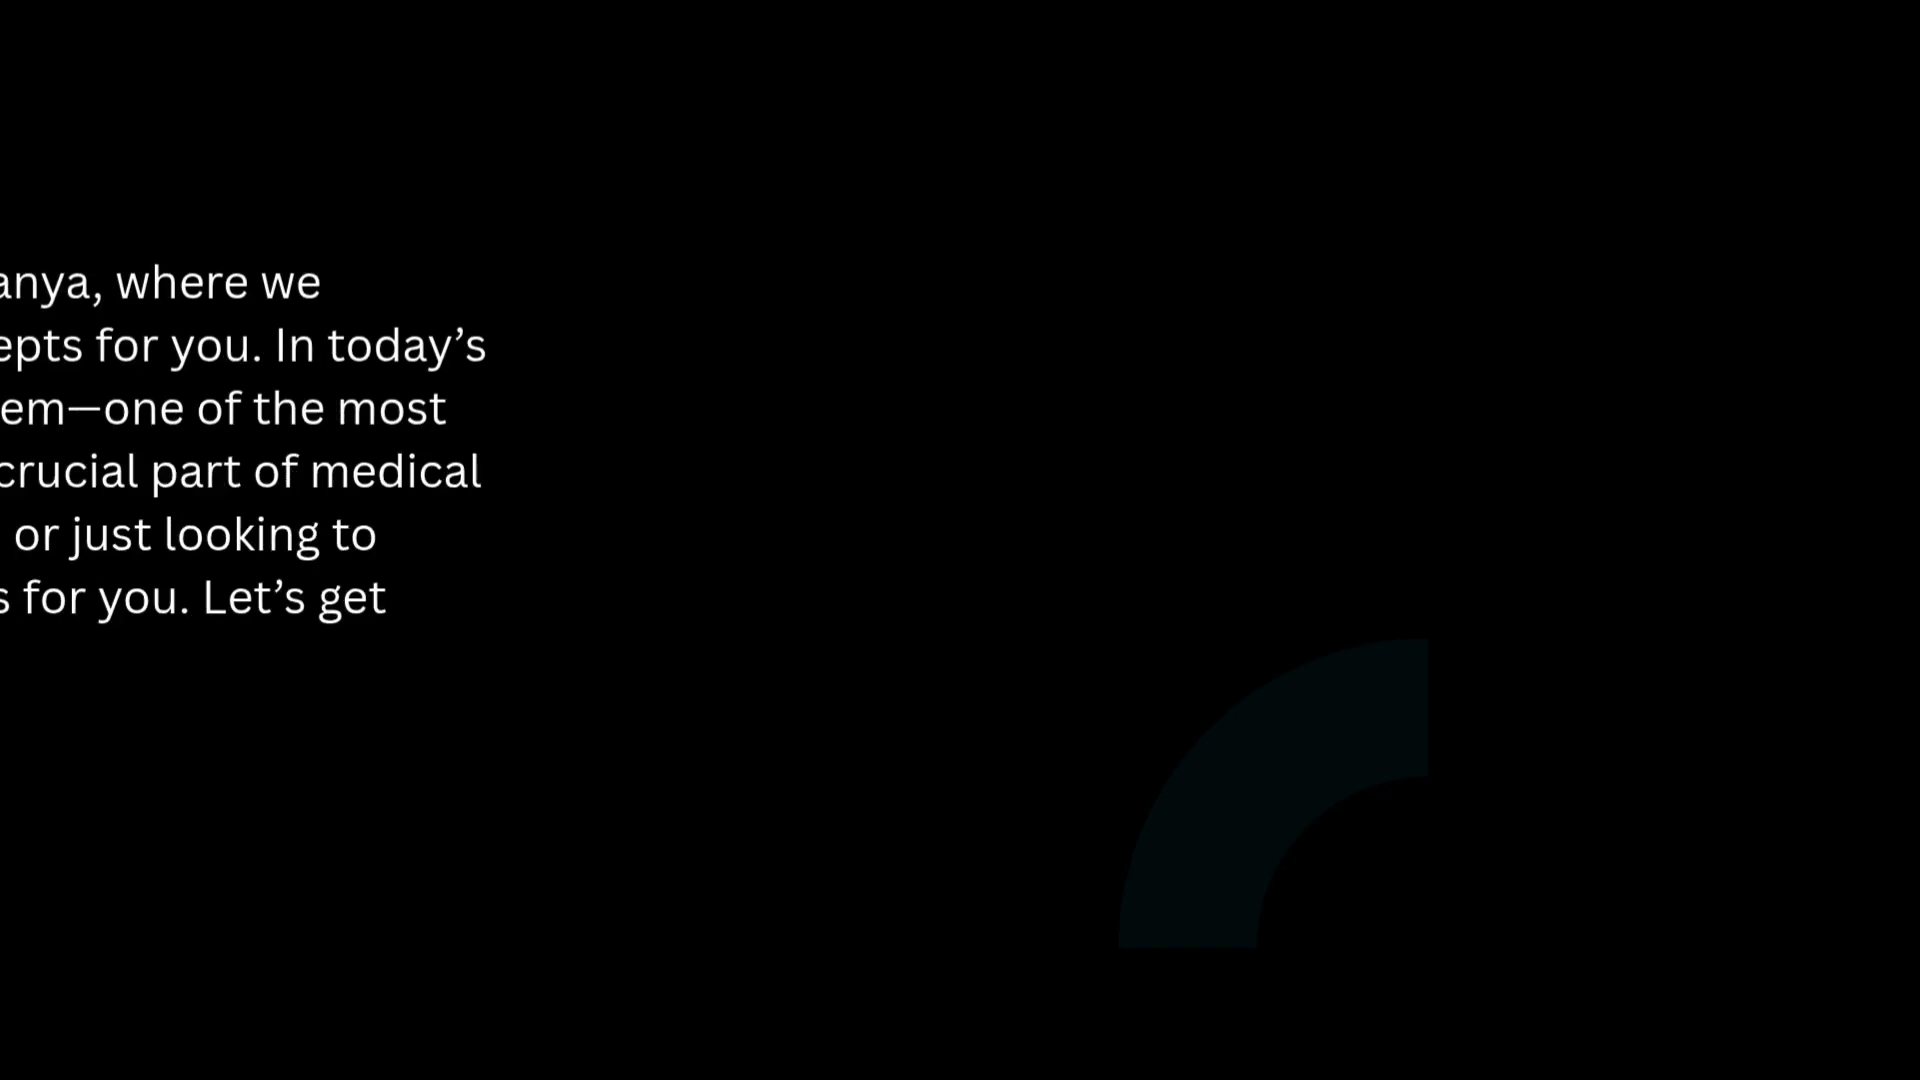 anya, where we
epts for you. In today’s
em—one of the most
crucial part of medical
or just looking to
s for you. Let’s get